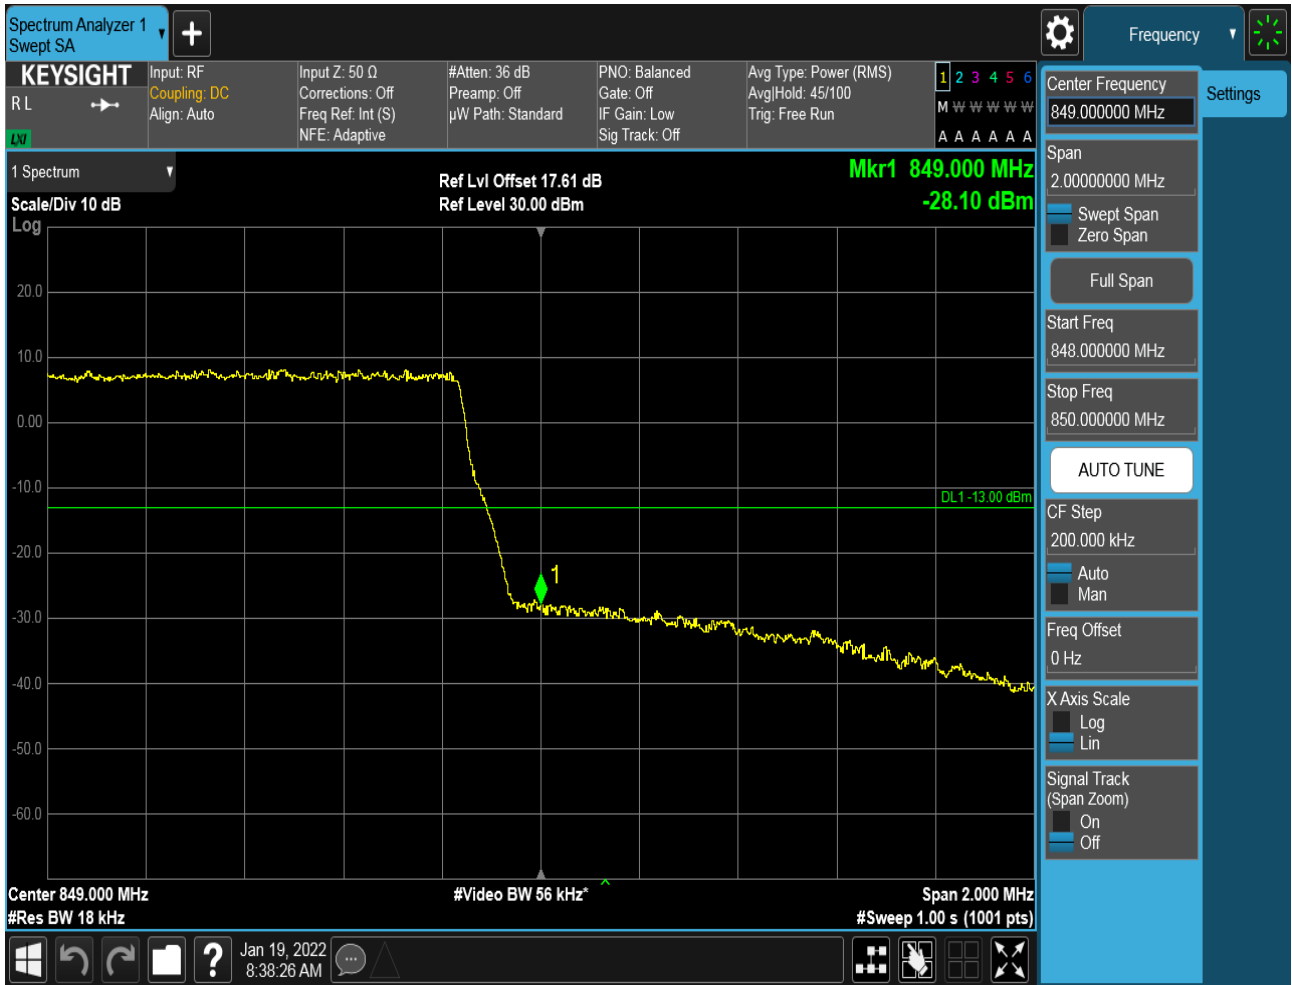 Spectrum Analyzer 1
Swept SA
Frequency
KEYSIGHT
R L
LXI
Input: RF
Coupling: DC
Align: Auto
Input Z: 50 Ω
Corrections: Off
Freq Ref: Int (S)
NFE: Adaptive
#Atten: 36 dB
Preamp: Off
µW Path: Standard
PNO: Balanced
Gate: Off
IF Gain: Low
Sig Track: Off
Avg Type: Power (RMS)
Avg|Hold: 45/100
Trig: Free Run
1 2 3 4 5 6
M W W W W W
A A A A A A
1 Spectrum
Scale/Div 10 dB
Log
Ref Lvl Offset 17.61 dB
Ref Level 30.00 dBm
Mkr1 849.000 MHz
-28.10 dBm
20.0
10.0
0.00
-10.0
-20.0
-30.0
-40.0
-50.0
-60.0
DL1 -13.00 dBm
1
Center 849.000 MHz
#Res BW 18 kHz
#Video BW 56 kHz*
Span 2.000 MHz
#Sweep 1.00 s (1001 pts)
Center Frequency
849.000000 MHz
Settings
Span
2.00000000 MHz
Swept Span
Zero Span
Full Span
Start Freq
848.000000 MHz
Stop Freq
850.000000 MHz
AUTO TUNE
CF Step
200.000 kHz
Auto
Man
Freq Offset
0 Hz
X Axis Scale
Log
Lin
Signal Track
(Span Zoom)
On
Off
?
Jan 19, 2022
8:38:26 AM